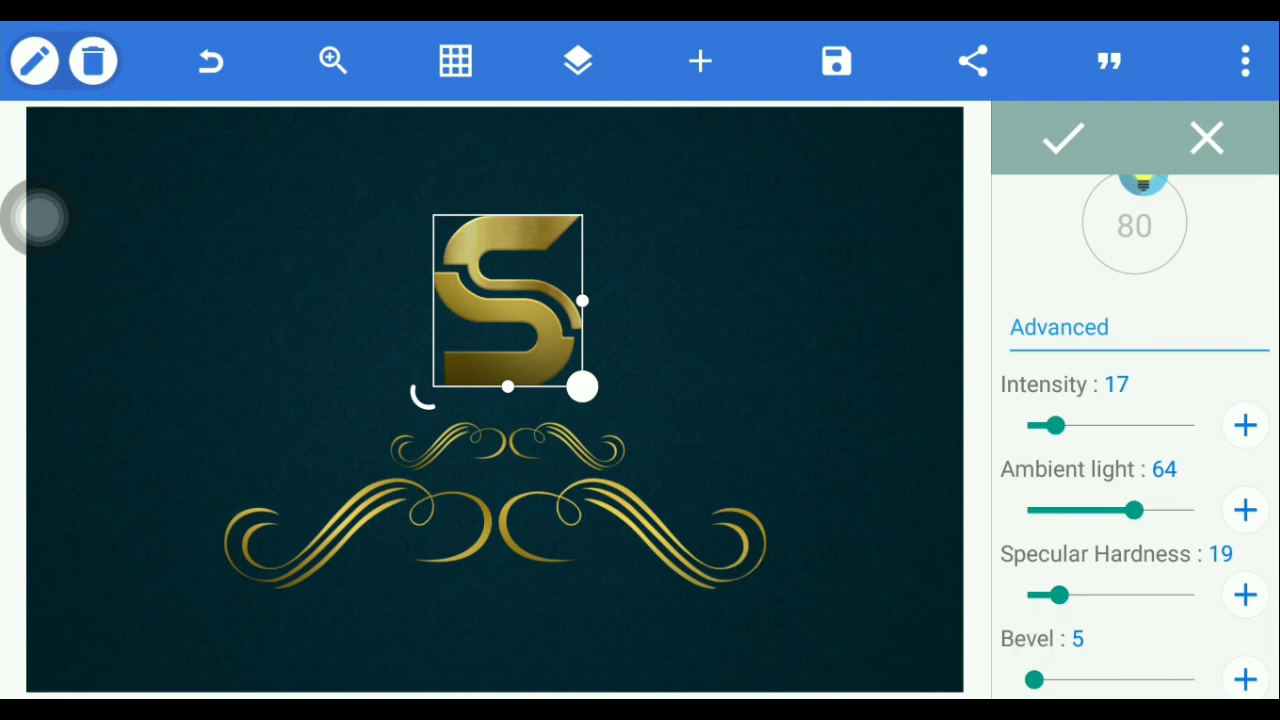 S
80
Advanced
Intensity : 17
Ambient light : 64
Specular Hardness : 19
Bevel : 5